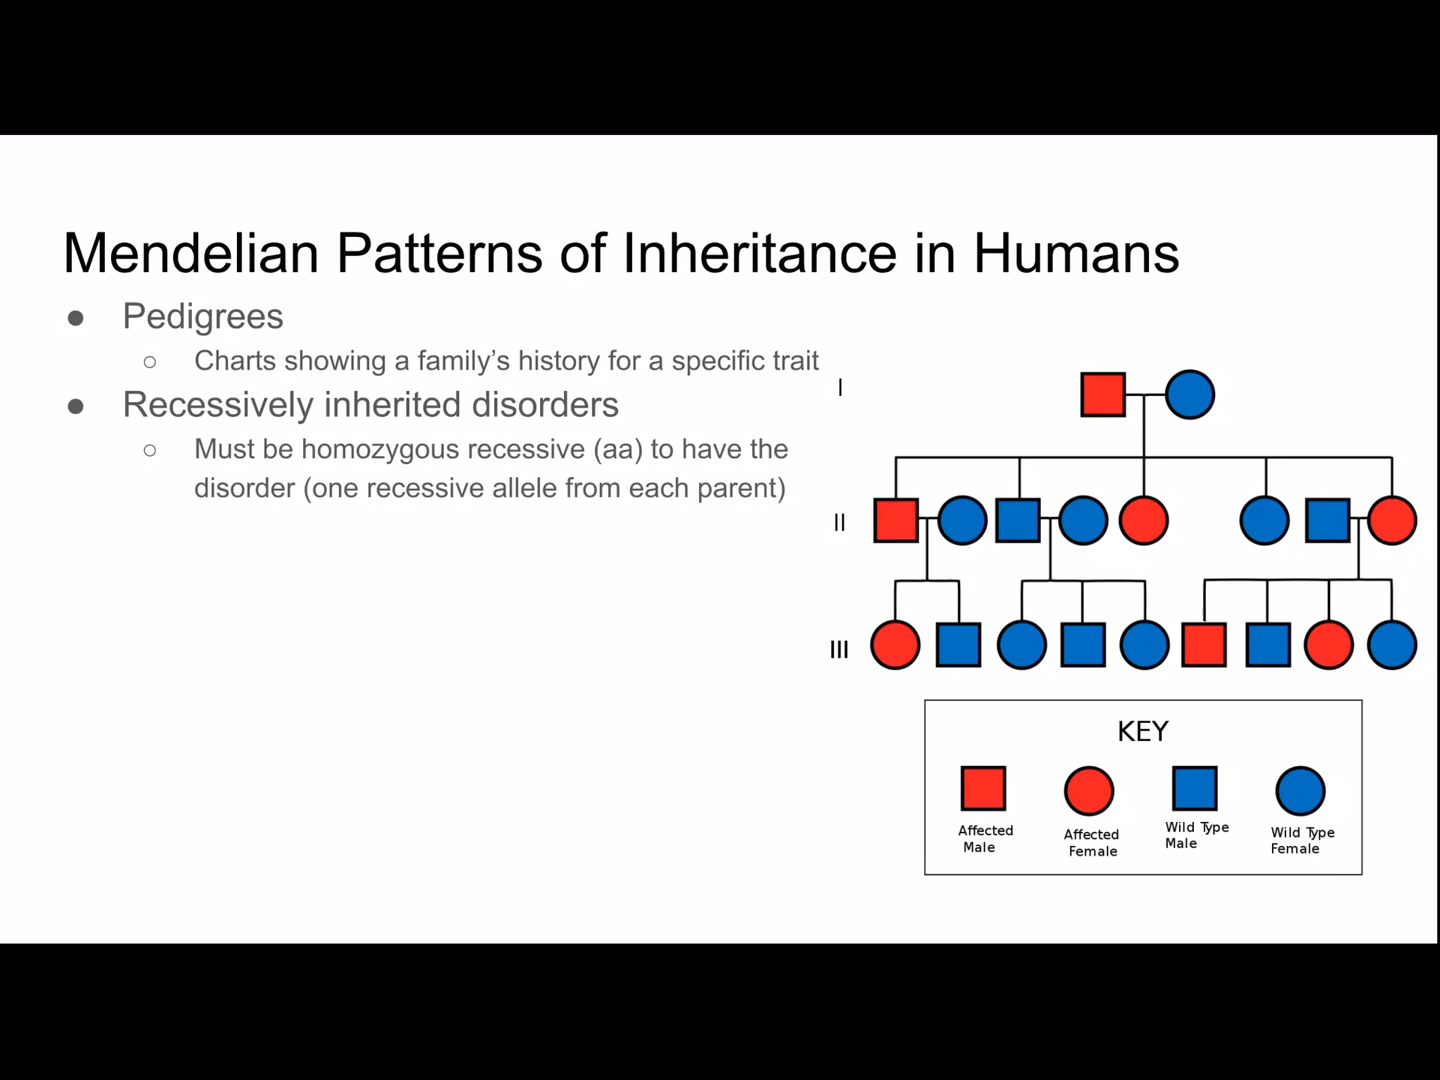 Mendelian Patterns of Inheritance in Humans
● Pedigrees
○ Charts showing a family’s history for a specific trait
● Recessively inherited disorders
○ Must be homozygous recessive (aa) to have the
disorder (one recessive allele from each parent)
I
II
III
KEY
Affected
Male
Affected
Female
Wild Type
Male
Wild Type
Female